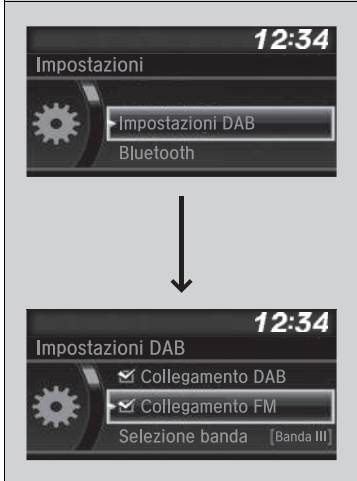 12:34
Impostazioni
Impostazioni DAB
Bluetooth
12:34
Impostazioni DAB
Collegamento DAB
Collegamento FM
Selezione banda [Banda III]